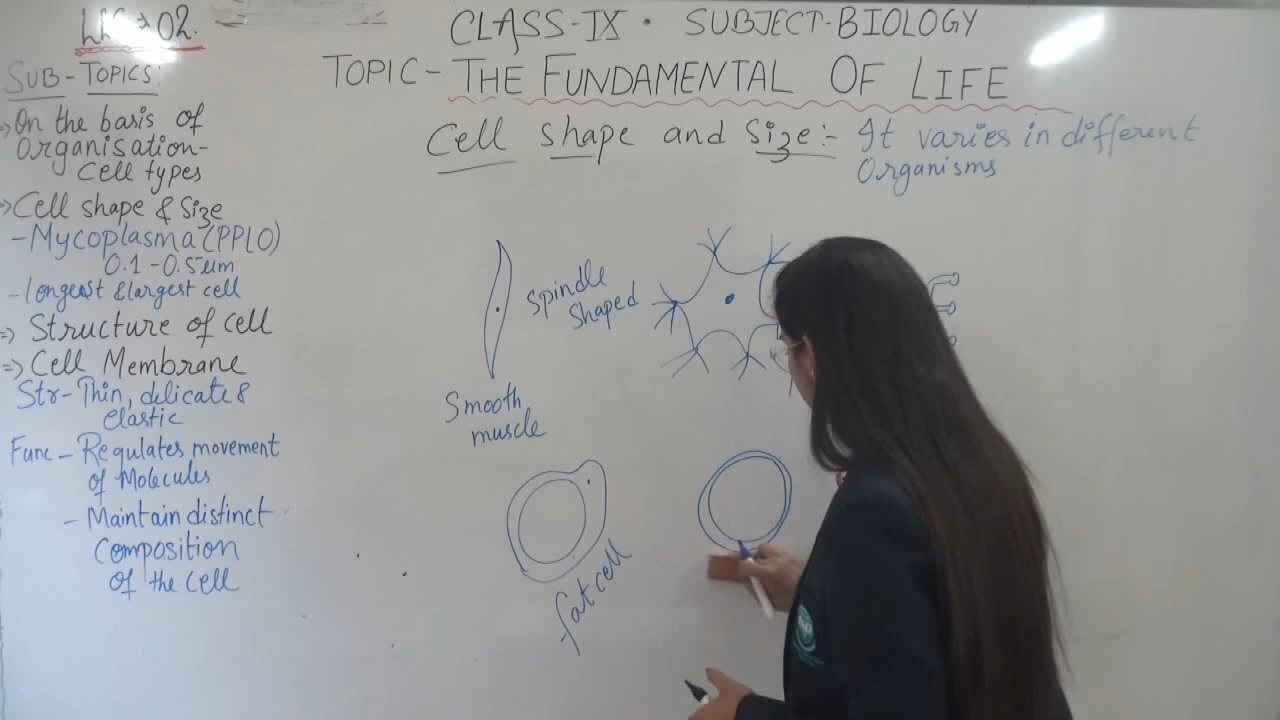 LEC → 02.
CLASS-IX • SUBJECT-BIOLOGY
TOPIC - THE FUNDAMENTAL OF LIFE
SUB-TOPICS:
⇒ On the basis of
Organisation-
Cell types
⇒ Cell shape & Size
- Mycoplasma (PPLO)
0.1 - 0.5 um
- longest & largest cell
⇒ Structure of cell
⇒ Cell Membrane
Str- Thin, delicate &
elastic
Func - Regulates movement
of Molecules
- Maintain distinct
Composition
of the cell
Cell shape and Size:- It varies in different
Organisms
Spindle
Shaped
Smooth
muscle
fat cell